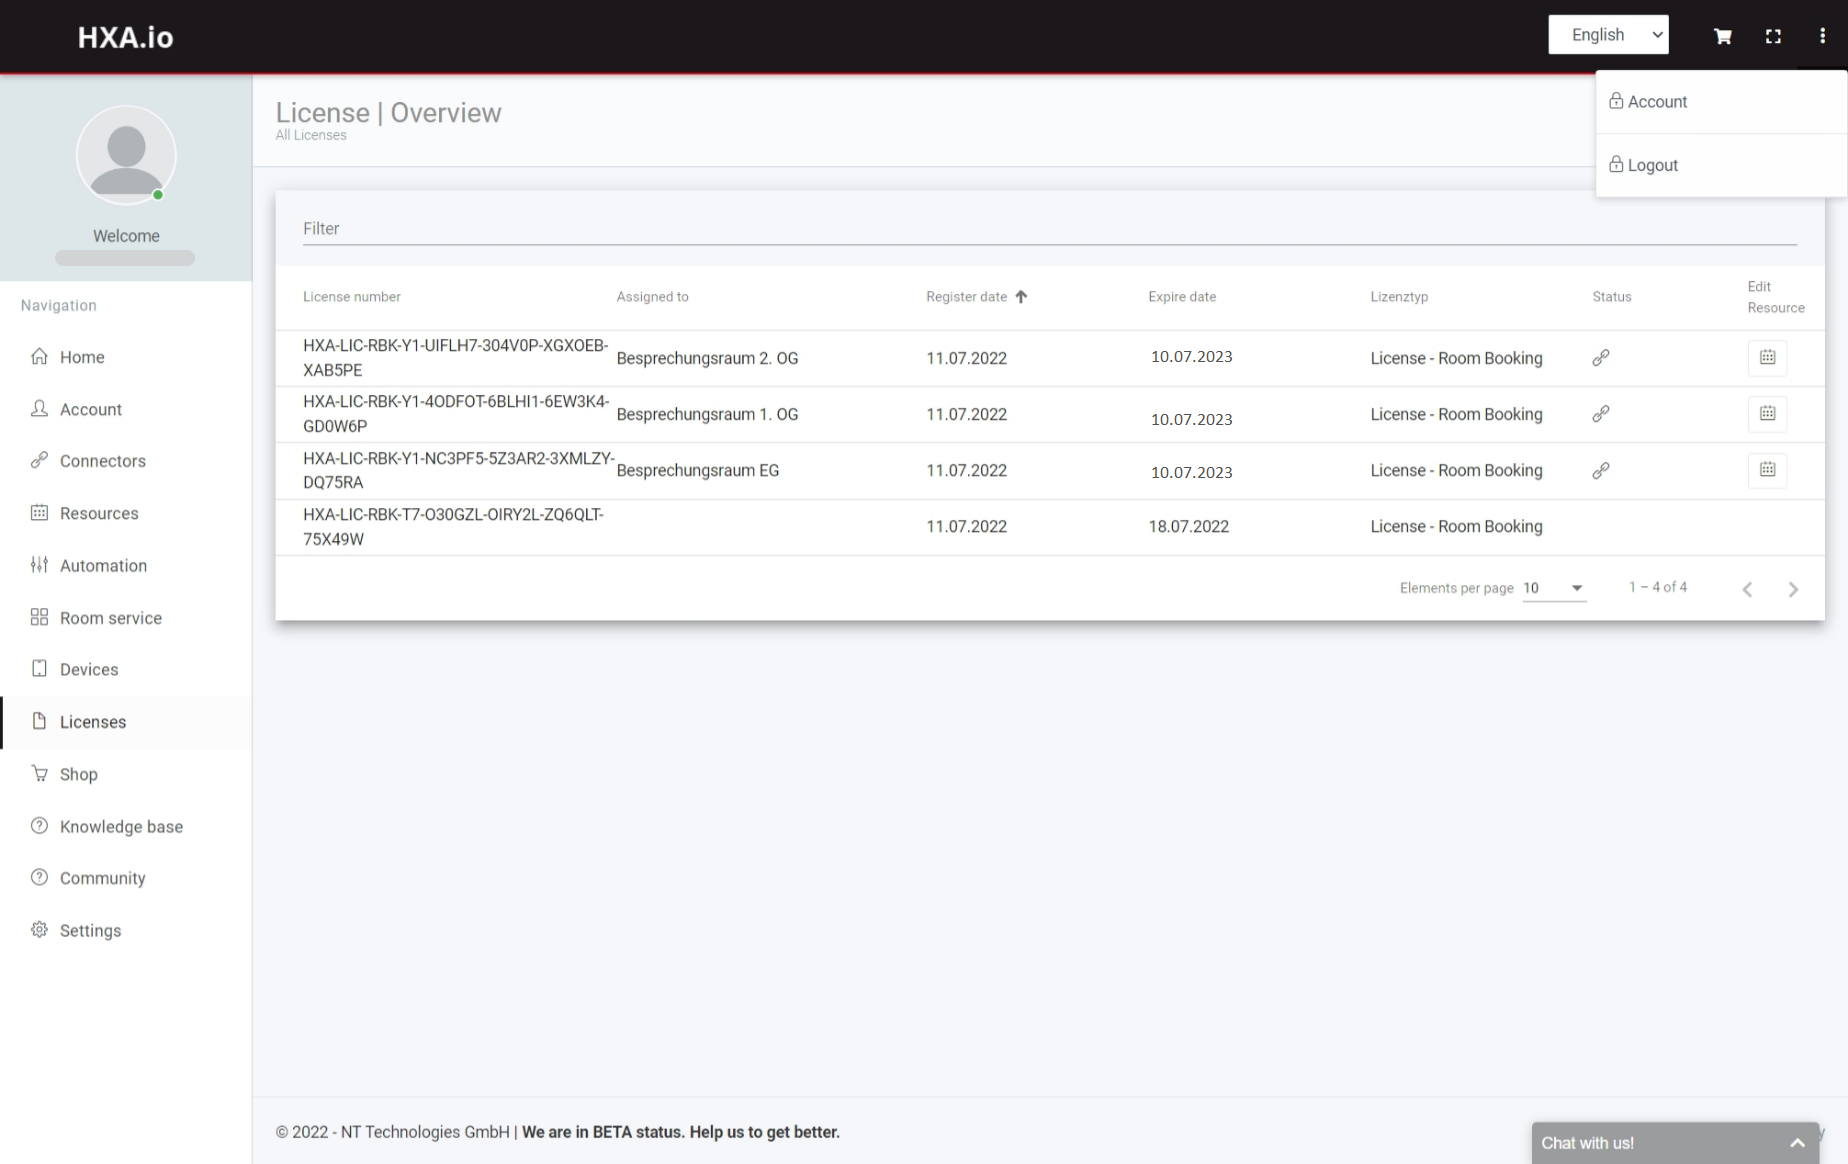 HXA.io
English
Account
Logout
Welcome
Navigation
Home
Account
Connectors
Resources
Automation
Room service
Devices
Licenses
Shop
Knowledge base
Community
Settings
License | Overview
All Licenses
Filter
License number Assigned to Register date Expire date Lizenztyp Status Edit Resource
HXA-LIC-RBK-Y1-UIFLH7-304V0P-XGXOEB-
XAB5PE
Besprechungsraum 2. OG 11.07.2022 10.07.2023 License - Room Booking
HXA-LIC-RBK-Y1-4ODFOT-6BLHI1-6EW3K4-
GD0W6P
Besprechungsraum 1. OG 11.07.2022 10.07.2023 License - Room Booking
HXA-LIC-RBK-Y1-NC3PF5-5Z3AR2-3XMLZY-
DQ75RA
Besprechungsraum EG 11.07.2022 10.07.2023 License - Room Booking
HXA-LIC-RBK-T7-O30GZL-OIRY2L-ZQ6QLT-
75X49W
11.07.2022 18.07.2022 License - Room Booking
Elements per page 10 1 – 4 of 4
© 2022 - NT Technologies GmbH | We are in BETA status. Help us to get better.
Chat with us!